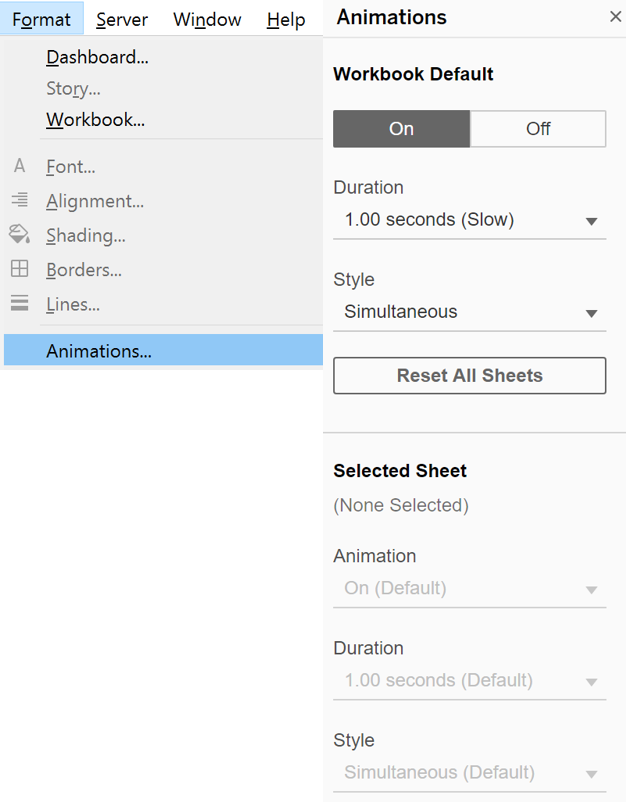 Format Server Window Help
Dashboard...
Story...
Workbook...
A Font...
Alignment...
Shading...
Borders...
Lines...
Animations...
Animations ×
Workbook Default
On Off
Duration
1.00 seconds (Slow)
Style
Simultaneous
Reset All Sheets
Selected Sheet
(None Selected)
Animation
On (Default)
Duration
1.00 seconds (Default)
Style
Simultaneous (Default)